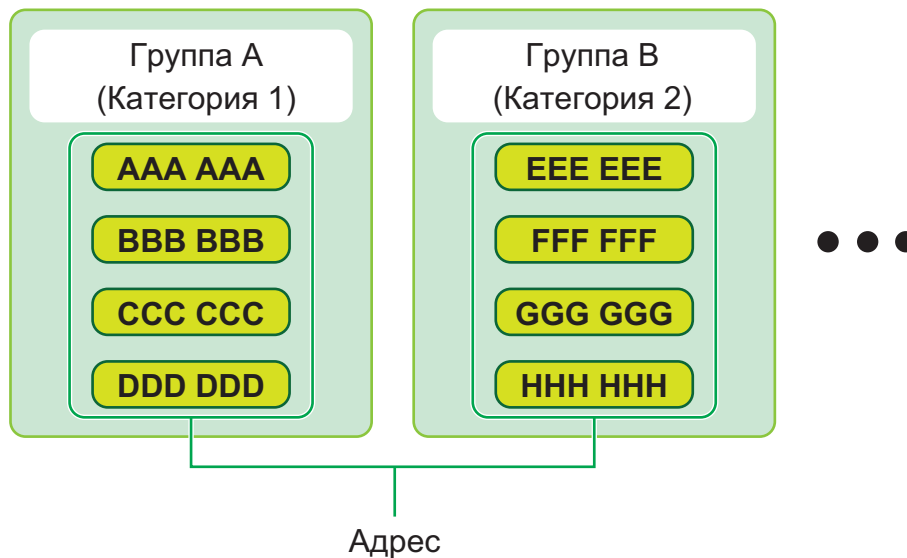 Группа A
(Категория 1)
AAA AAA
BBB BBB
CCC CCC
DDD DDD
Группа B
(Категория 2)
EEE EEE
FFF FFF
GGG GGG
HHH HHH
Адрес